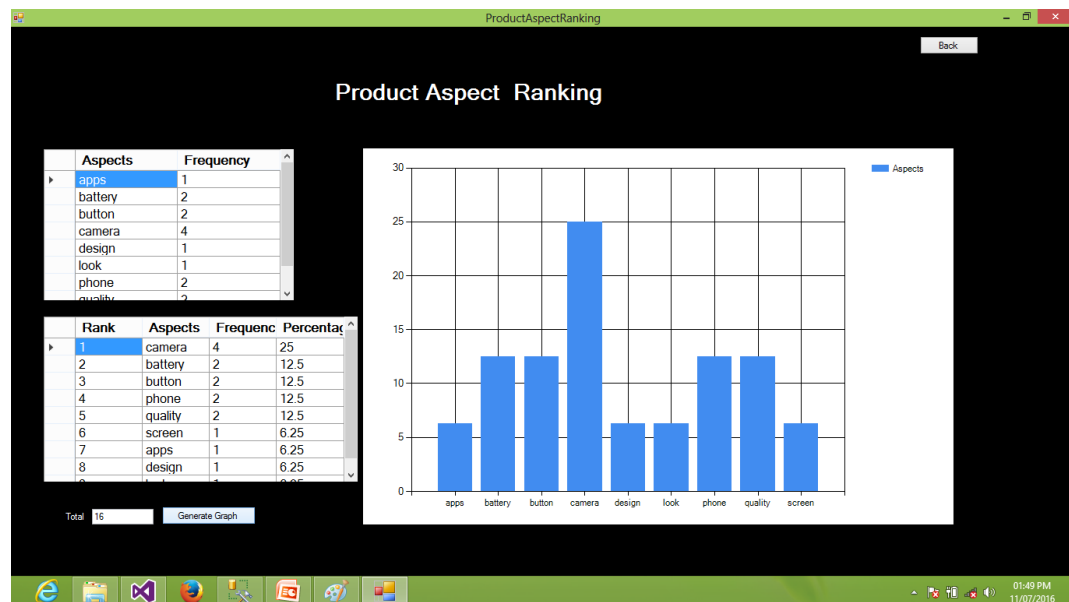 ProductAspectRanking
Back
Product Aspect Ranking
Aspects Frequency
apps 1
battery 2
button 2
camera 4
design 1
look 1
phone 2
quality 2
Rank Aspects Frequenc Percentag
1 camera 4 25
2 battery 2 12.5
3 button 2 12.5
4 phone 2 12.5
5 quality 2 12.5
6 screen 1 6.25
7 apps 1 6.25
8 design 1 6.25
Total 16 Generate Graph
Aspects
30
25
20
15
10
5
0
apps battery button camera design look phone quality screen
01:49 PM
11/07/2016